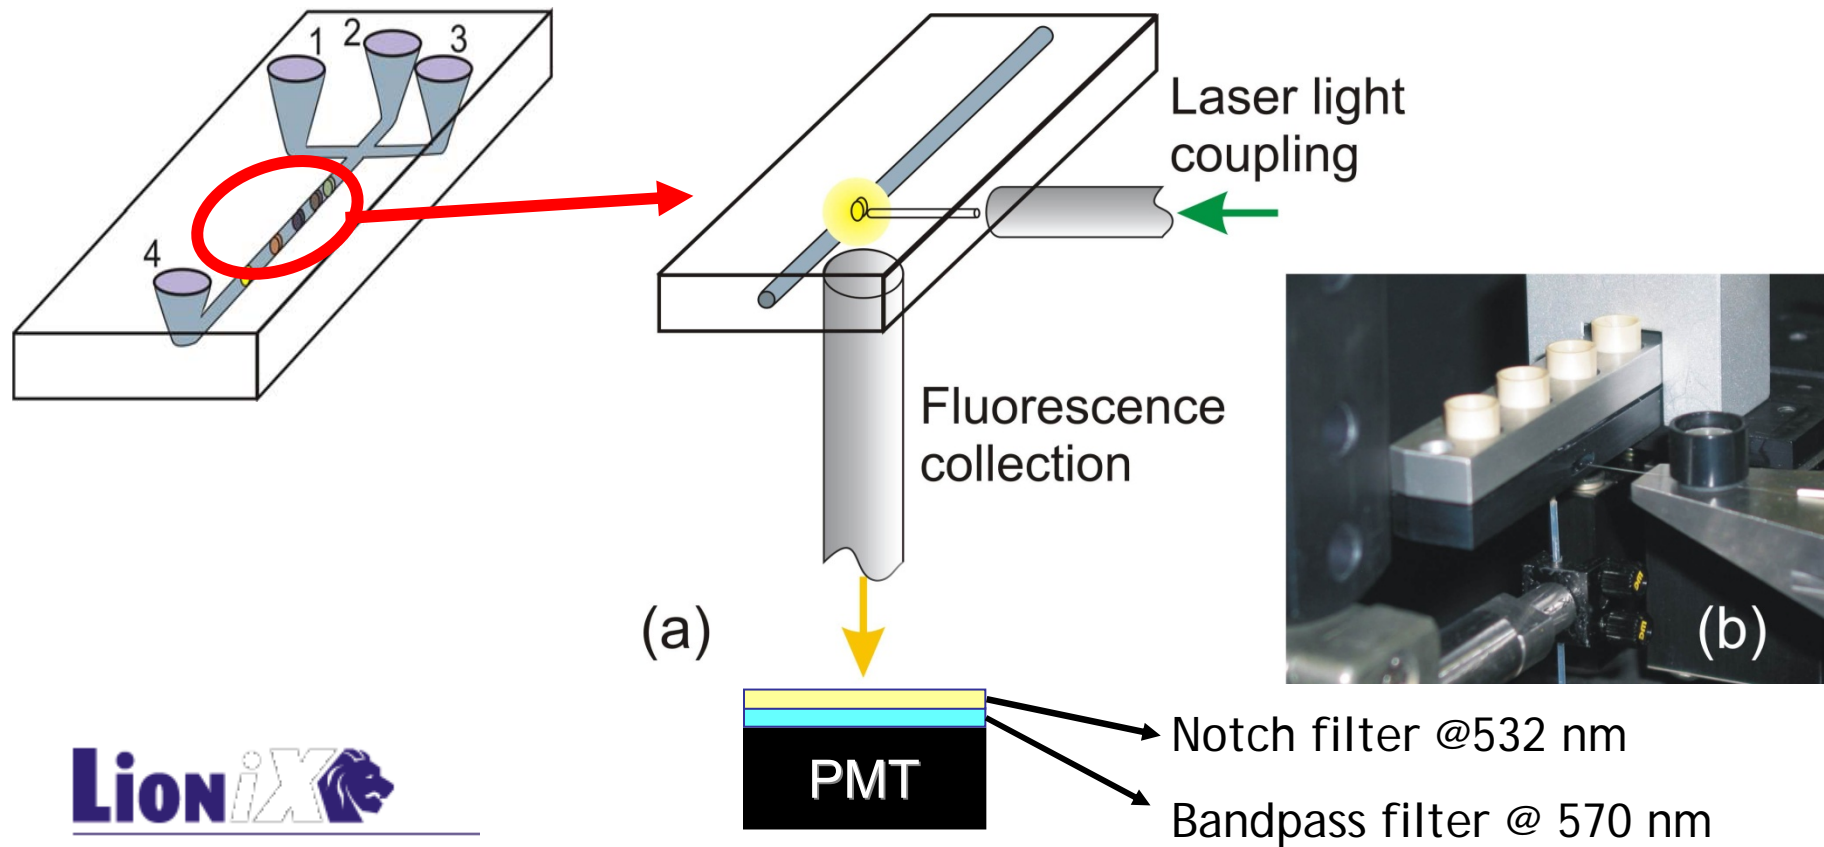 1
2
3
4
Laser light
coupling
Fluorescence
collection
(a)
(b)
PMT
Notch filter @532 nm
Bandpass filter @ 570 nm
LioniX